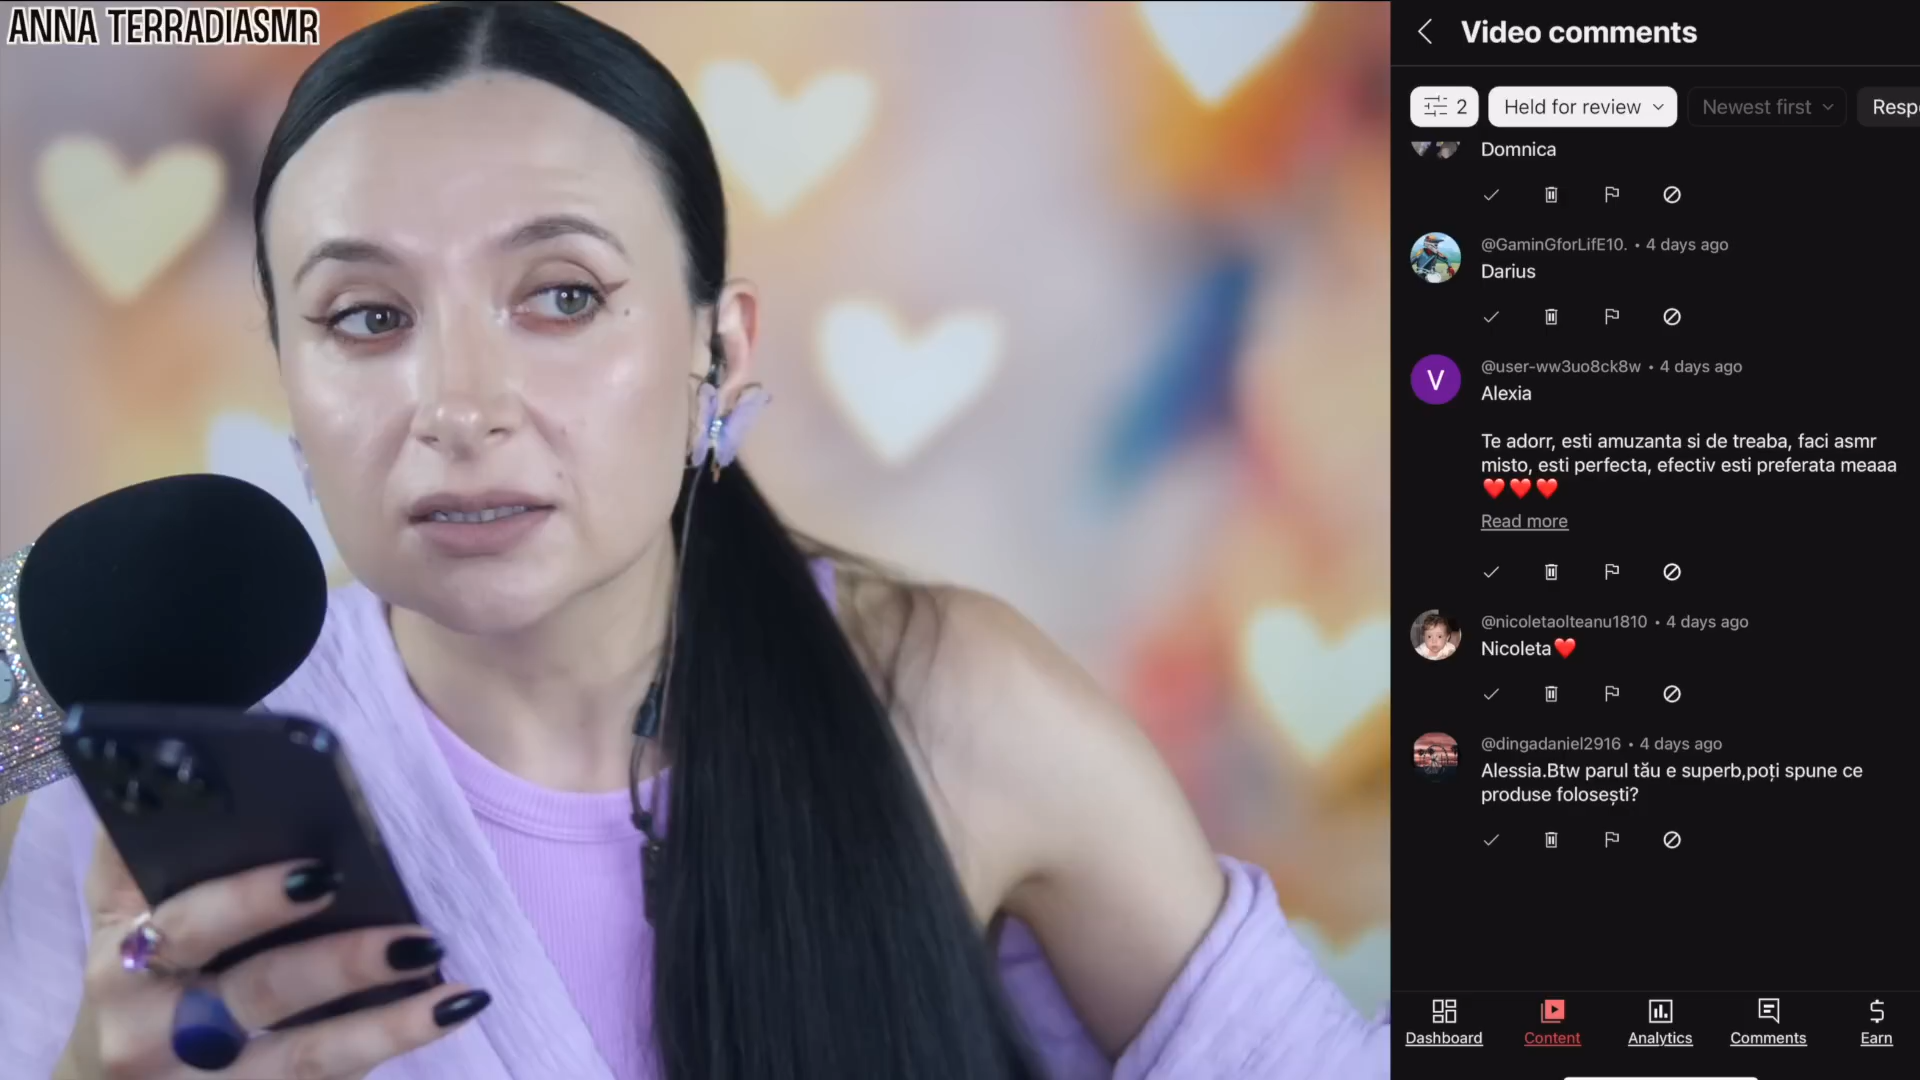 ANNA TERRADIASMR
Video comments
2
Held for review
Newest first
Resp
Domnica
@GaminGforLifE10. • 4 days ago
Darius
V
@user-ww3uo8ck8w • 4 days ago
Alexia
Te adorr, esti amuzanta si de treaba, faci asmr
misto, esti perfecta, efectiv esti preferata meaaa
❤️❤️❤️
Read more
@nicoletaolteanu1810 • 4 days ago
Nicoleta❤️
@dingadaniel2916 • 4 days ago
Alessia.Btw parul tău e superb,poți spune ce
produse folosești?
Dashboard
Content
Analytics
Comments
Earn